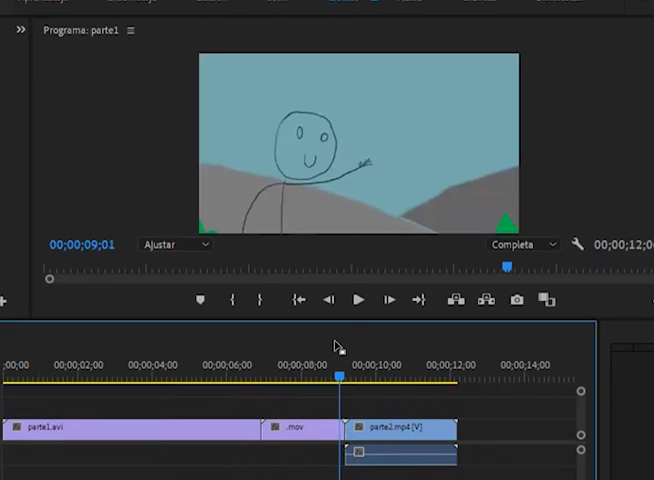 Programa: parte1
00;00;09;01 Ajustar Completa 00;00;12;0
;00;00 00;00;02;00 00;00;04;00 00;00;06;00 00;00;08;00 00;00;10;00 00;00;12;00 00;00;14;00
parte1.avi .mov parte2.mp4 [V]